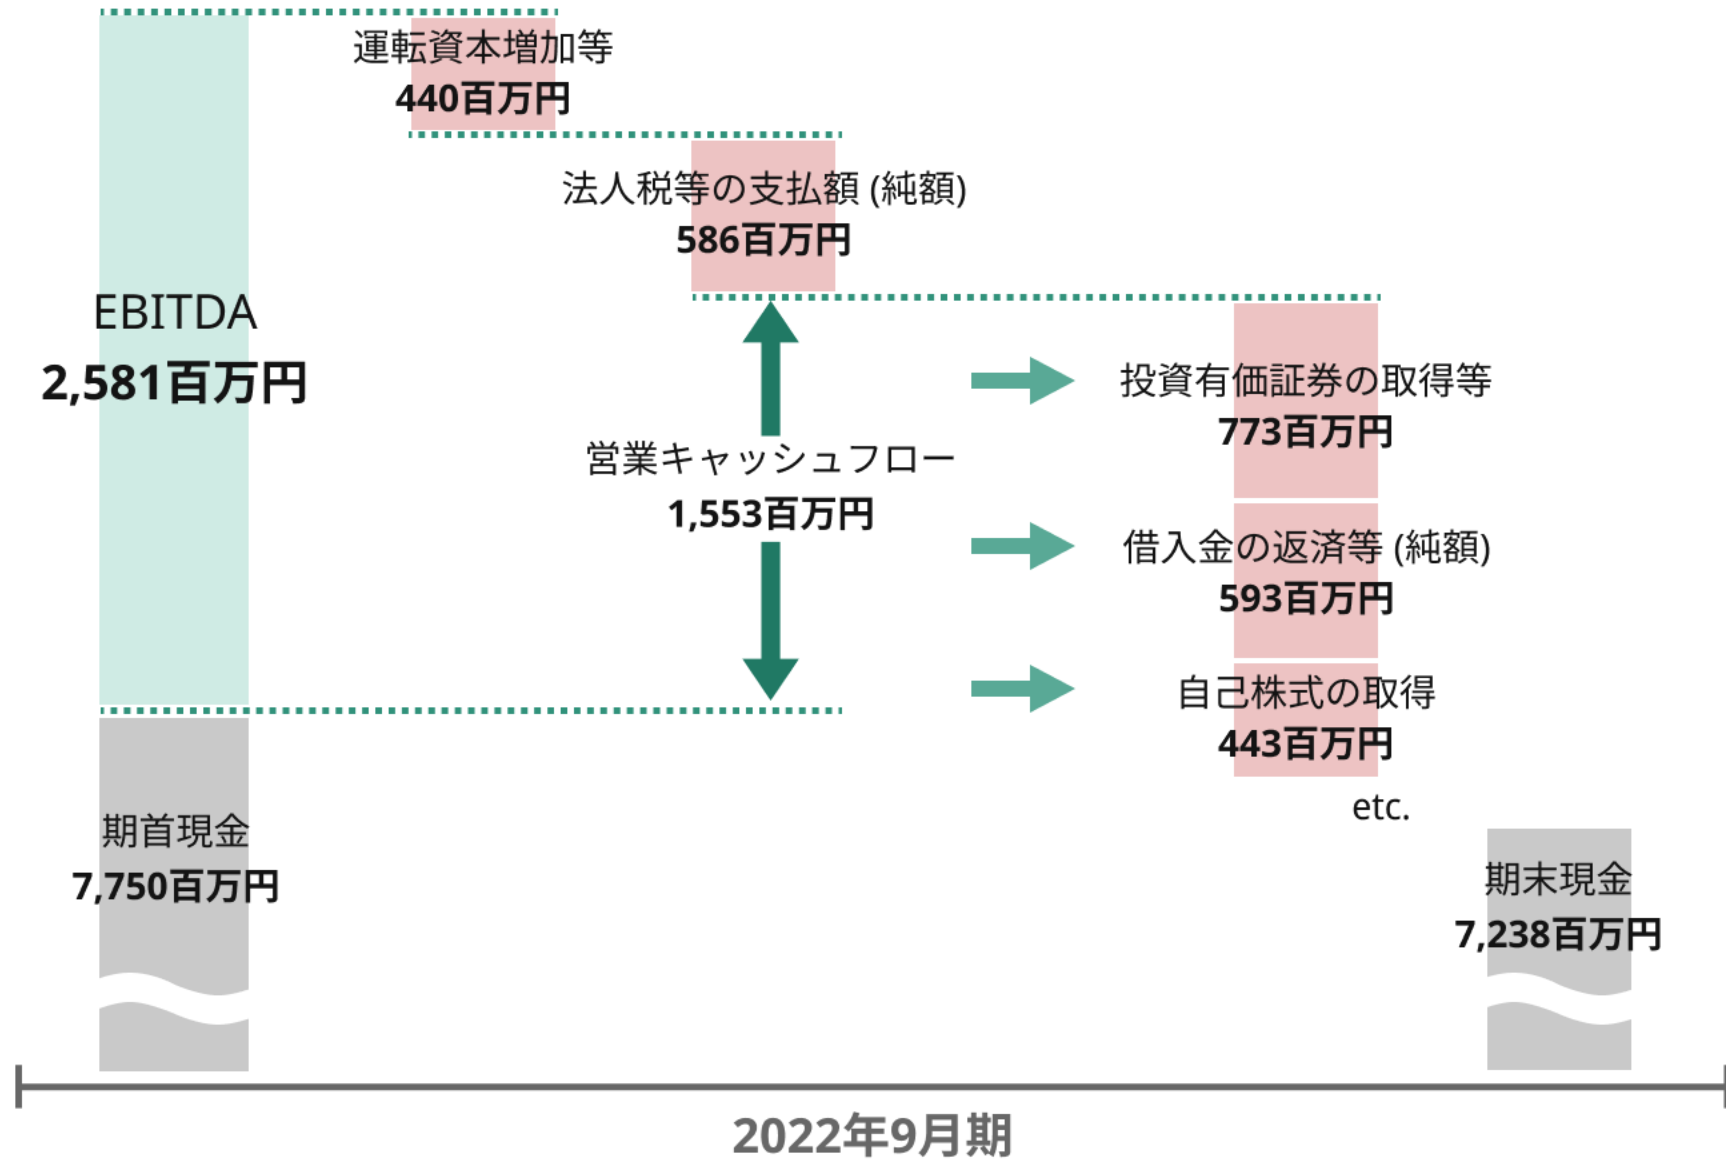 運転資本増加等
440百万円
法人税等の支払額 (純額)
586百万円
EBITDA
2,581百万円
投資有価証券の取得等
773百万円
営業キャッシュフロー
1,553百万円
借入金の返済等 (純額)
593百万円
自己株式の取得
443百万円
etc.
期首現金
7,750百万円
期末現金
7,238百万円
2022年9月期